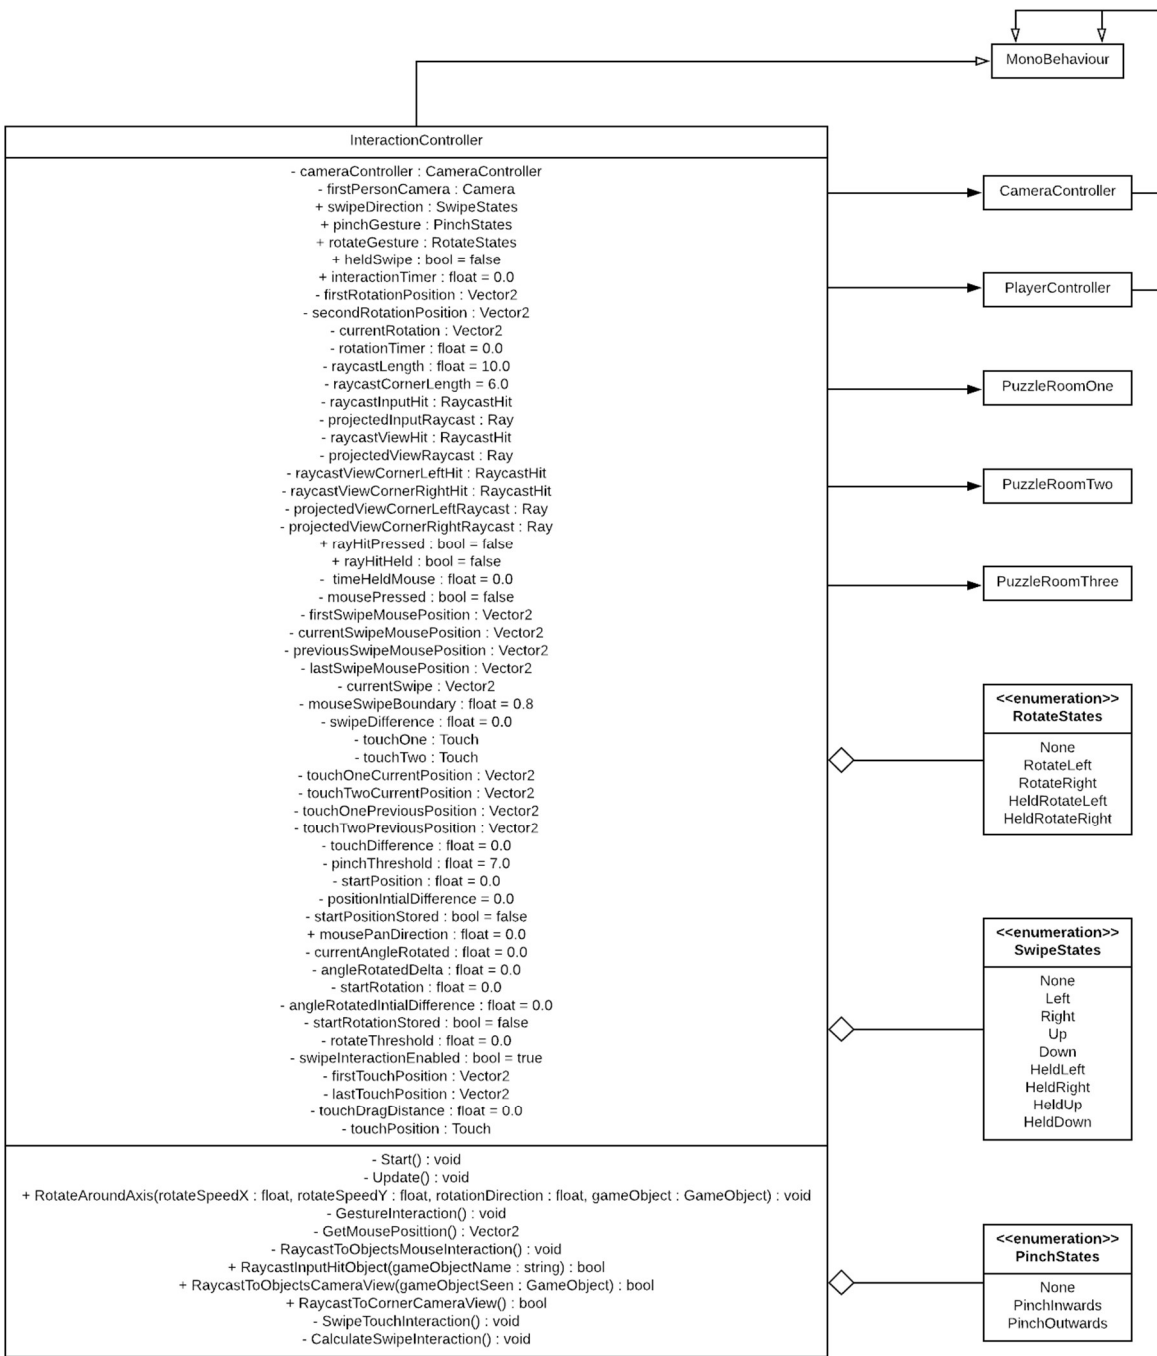 MonoBehaviour
InteractionController
- cameraController : CameraController
- firstPersonCamera : Camera
+ swipeDirection : SwipeStates
+ pinchGesture : PinchStates
+ rotateGesture : RotateStates
+ heldSwipe : bool = false
+ interactionTimer : float = 0.0
- firstRotationPosition : Vector2
- secondRotationPosition : Vector2
- currentRotation : Vector2
- rotationTimer : float = 0.0
- raycastLength : float = 10.0
- raycastCornerLength = 6.0
- raycastInputHit : RaycastHit
- projectedInputRaycast : Ray
- raycastViewHit : RaycastHit
- projectedViewRaycast : Ray
- raycastViewCornerLeftHit : RaycastHit
- raycastViewCornerRightHit : RaycastHit
- projectedViewCornerLeftRaycast : Ray
- projectedViewCornerRightRaycast : Ray
+ rayHitPressed : bool = false
+ rayHitHeld : bool = false
- timeHeldMouse : float = 0.0
- mousePressed : bool = false
- firstSwipeMousePosition : Vector2
- currentSwipeMousePosition : Vector2
- previousSwipeMousePosition : Vector2
- lastSwipeMousePosition : Vector2
- currentSwipe : Vector2
- mouseSwipeBoundary : float = 0.8
- swipeDifference : float = 0.0
- touchOne : Touch
- touchTwo : Touch
- touchOneCurrentPosition : Vector2
- touchTwoCurrentPosition : Vector2
- touchOnePreviousPosition : Vector2
- touchTwoPreviousPosition : Vector2
- touchDifference : float = 0.0
- pinchThreshold : float = 7.0
- startPosition : float = 0.0
- positionIntialDifference = 0.0
- startPositionStored : bool = false
+ mousePanDirection : float = 0.0
- currentAngleRotated : float = 0.0
- angleRotatedDelta : float = 0.0
- startRotation : float = 0.0
- angleRotatedIntialDifference : float = 0.0
- startRotationStored : bool = false
- rotateThreshold : float = 0.0
- swipeInteractionEnabled : bool = true
- firstTouchPosition : Vector2
- lastTouchPosition : Vector2
- touchDragDistance : float = 0.0
- touchPosition : Touch
- Start() : void
- Update() : void
+ RotateAroundAxis(rotateSpeedX : float, rotateSpeedY : float, rotationDirection : float, gameObject : GameObject) : void
- GestureInteraction() : void
- GetMousePosittion() : Vector2
- RaycastToObjectsMouseInteraction() : void
+ RaycastInputHitObject(gameObjectName : string) : bool
+ RaycastToObjectsCameraView(gameObjectSeen : GameObject) : bool
+ RaycastToCornerCameraView() : bool
- SwipeTouchInteraction() : void
- CalculateSwipeInteraction() : void
CameraController
PlayerController
PuzzleRoomOne
PuzzleRoomTwo
PuzzleRoomThree
<<enumeration>>
RotateStates
None
RotateLeft
RotateRight
HeldRotateLeft
HeldRotateRight
<<enumeration>>
SwipeStates
None
Left
Right
Up
Down
HeldLeft
HeldRight
HeldUp
HeldDown
<<enumeration>>
PinchStates
None
PinchInwards
PinchOutwards